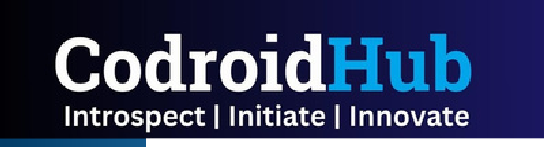 CodroidHub
Introspect | Initiate | Innovate